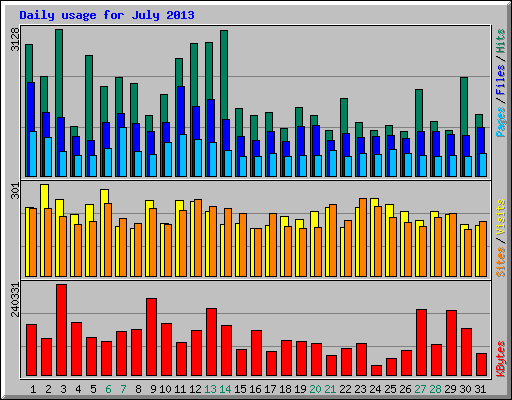 Daily usage for July 2013
3128
Pages / Files / Hits
301
Sites / Visits
240331
KBytes
1 2 3 4 5 6 7 8 9 10 11 12 13 14 15 16 17 18 19 20 21 22 23 24 25 26 27 28 29 30 31